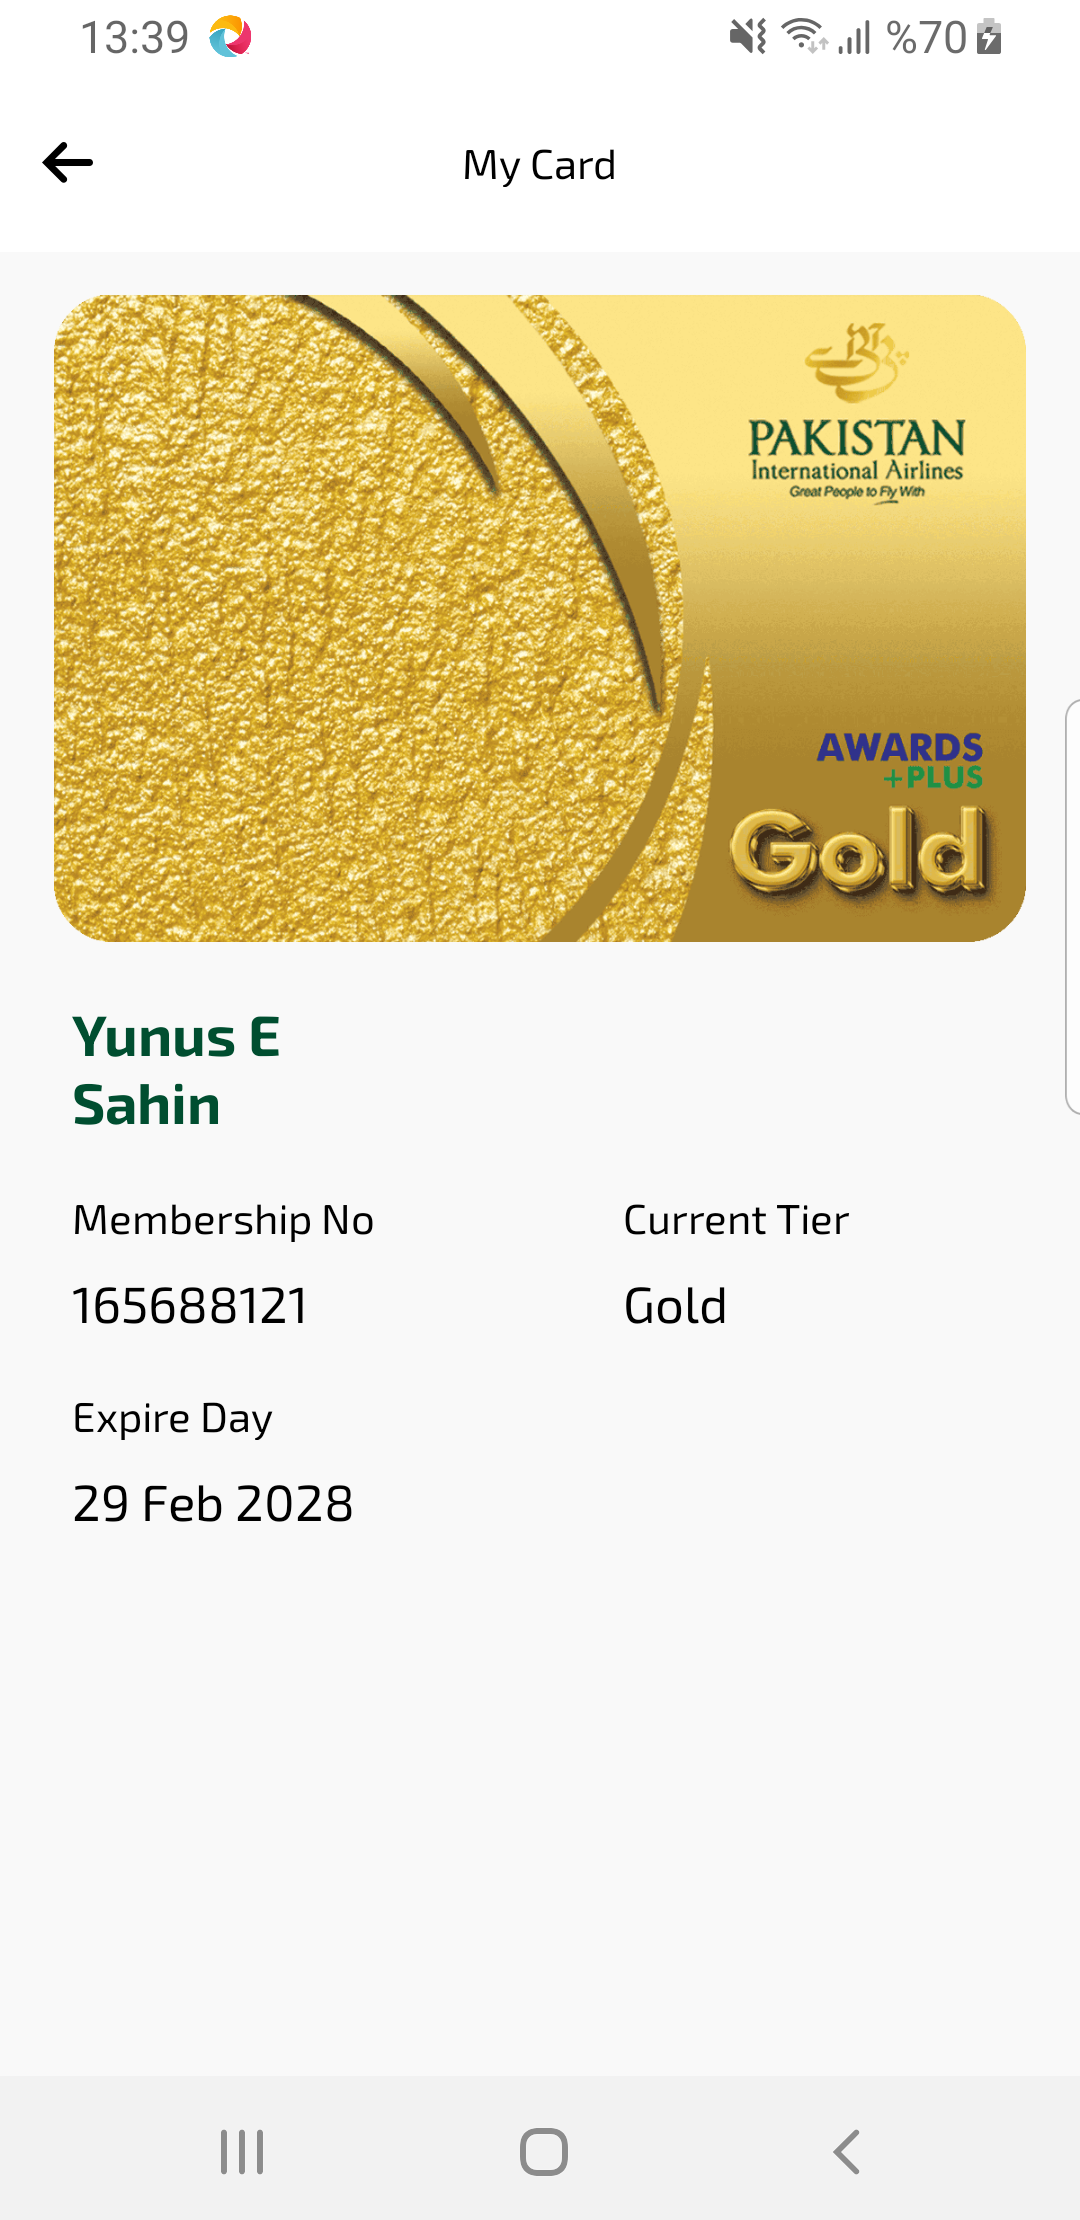 13:39
%70
My Card
PAKISTAN
International Airlines
Great People to Fly With
AWARDS
+PLUS
Gold
Yunus E
Sahin
Membership No
Current Tier
165688121
Gold
Expire Day
29 Feb 2028